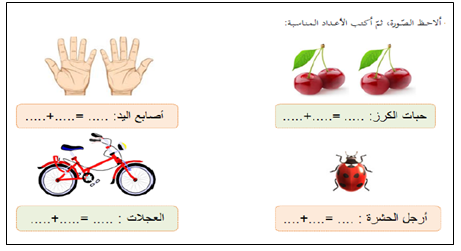 ألاحظ الصّورة، ثمّ أكتب الأعداد المناسبة:
حبات الكرز: ..... =.....+.....
أصابع اليد: ..... =.....+.....
أرجل الحشرة : .... =....+....
العجلات : ..... =.....+.....